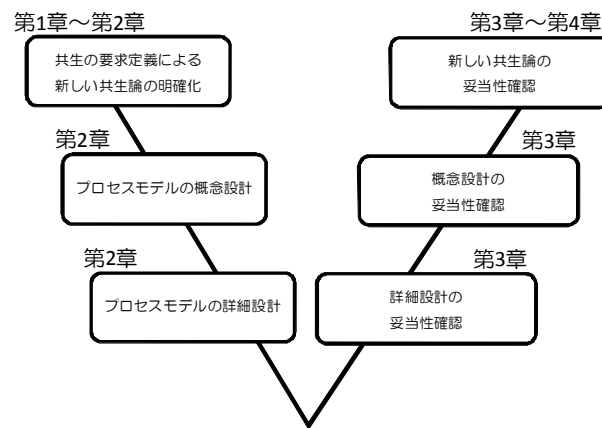 第1章～第2章
共生の要求定義による
新しい共生論の明確化
第2章
プロセスモデルの概念設計
第2章
プロセスモデルの詳細設計
第3章～第4章
新しい共生論の
妥当性確認
第3章
概念設計の
妥当性確認
第3章
詳細設計の
妥当性確認